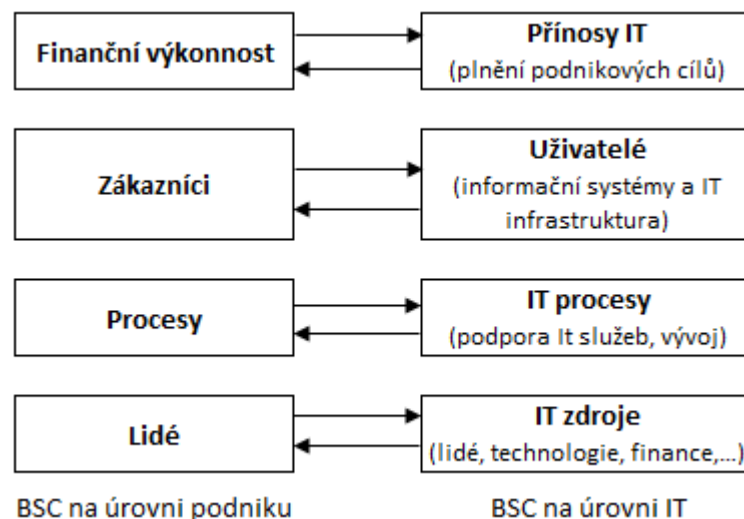 Finanční výkonnost
Přínosy IT
(plnění podnikových cílů)
Zákazníci
Uživatelé
(informační systémy a IT
infrastruktura)
Procesy
IT procesy
(podpora It služeb, vývoj)
Lidé
IT zdroje
(lidé, technologie, finance,...)
BSC na úrovni podniku
BSC na úrovni IT